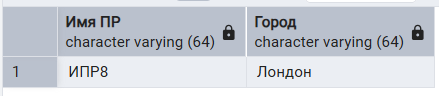 Имя ПР Город
character varying (64) character varying (64)
1 ИПР8 Лондон